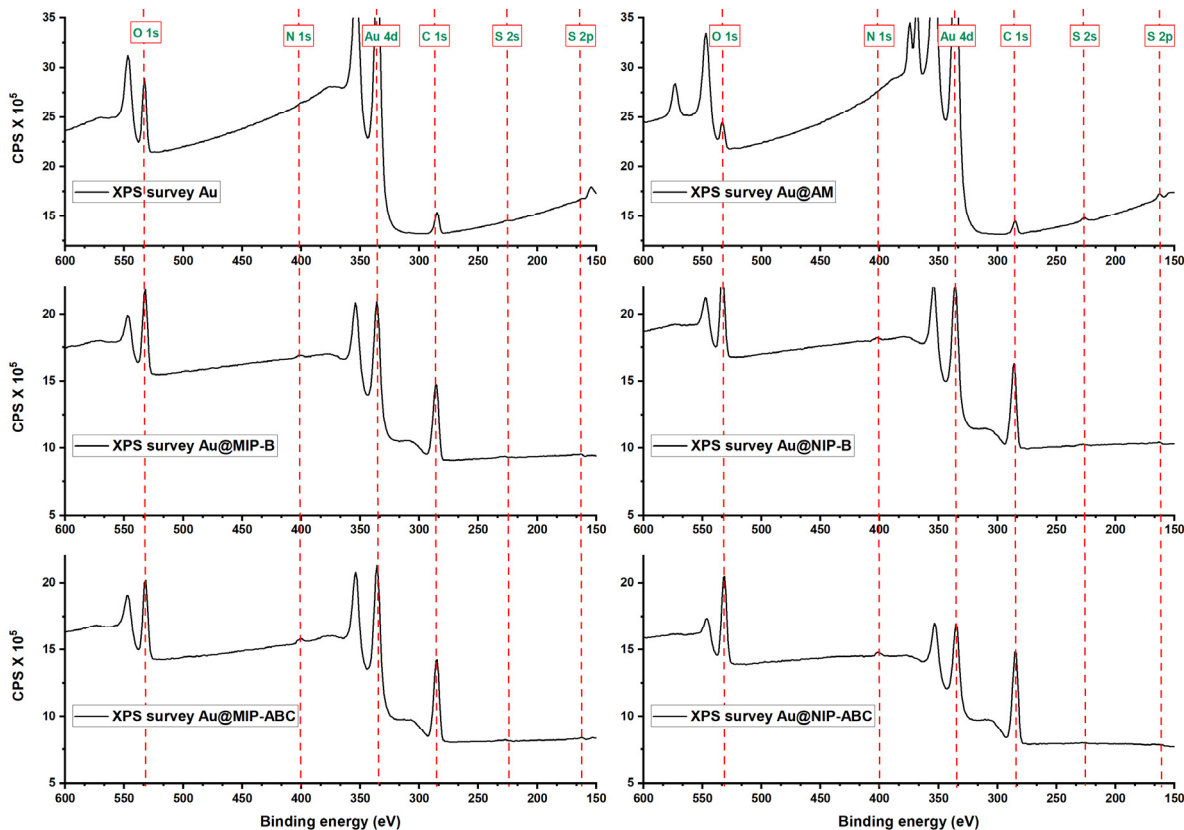 O 1s N 1s Au 4d C 1s S 2s S 2p
35
30
25
20
15
CPS X 10⁵
XPS survey Au
600 550 500 450 400 350 300 250 200 150
O 1s N 1s Au 4d C 1s S 2s S 2p
35
30
25
20
15
CPS X 10⁵
XPS survey Au@AM
600 550 500 450 400 350 300 250 200 150
20
15
10
5
CPS X 10⁵
XPS survey Au@MIP-B
600 550 500 450 400 350 300 250 200 150
20
15
10
5
CPS X 10⁵
XPS survey Au@NIP-B
600 550 500 450 400 350 300 250 200 150
20
15
10
5
CPS X 10⁵
XPS survey Au@MIP-ABC
600 550 500 450 400 350 300 250 200 150
Binding energy (eV)
20
15
10
5
CPS X 10⁵
XPS survey Au@NIP-ABC
600 550 500 450 400 350 300 250 200 150
Binding energy (eV)